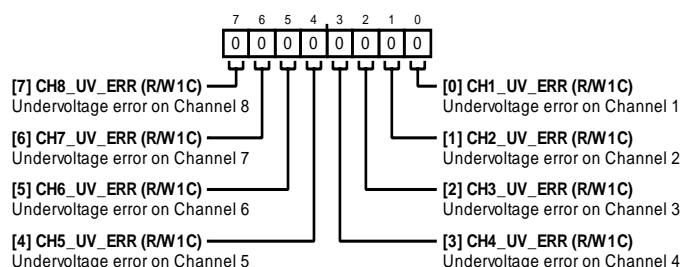 7 6 5 4 3 2 1 0
0 0 0 0 0 0 0 0
[7] CH8_UV_ERR (R/W1C)
Undervoltage error on Channel 8
[6] CH7_UV_ERR (R/W1C)
Undervoltage error on Channel 7
[5] CH6_UV_ERR (R/W1C)
Undervoltage error on Channel 6
[4] CH5_UV_ERR (R/W1C)
Undervoltage error on Channel 5
[0] CH1_UV_ERR (R/W1C)
Undervoltage error on Channel 1
[1] CH2_UV_ERR (R/W1C)
Undervoltage error on Channel 2
[2] CH3_UV_ERR (R/W1C)
Undervoltage error on Channel 3
[3] CH4_UV_ERR (R/W1C)
Undervoltage error on Channel 4